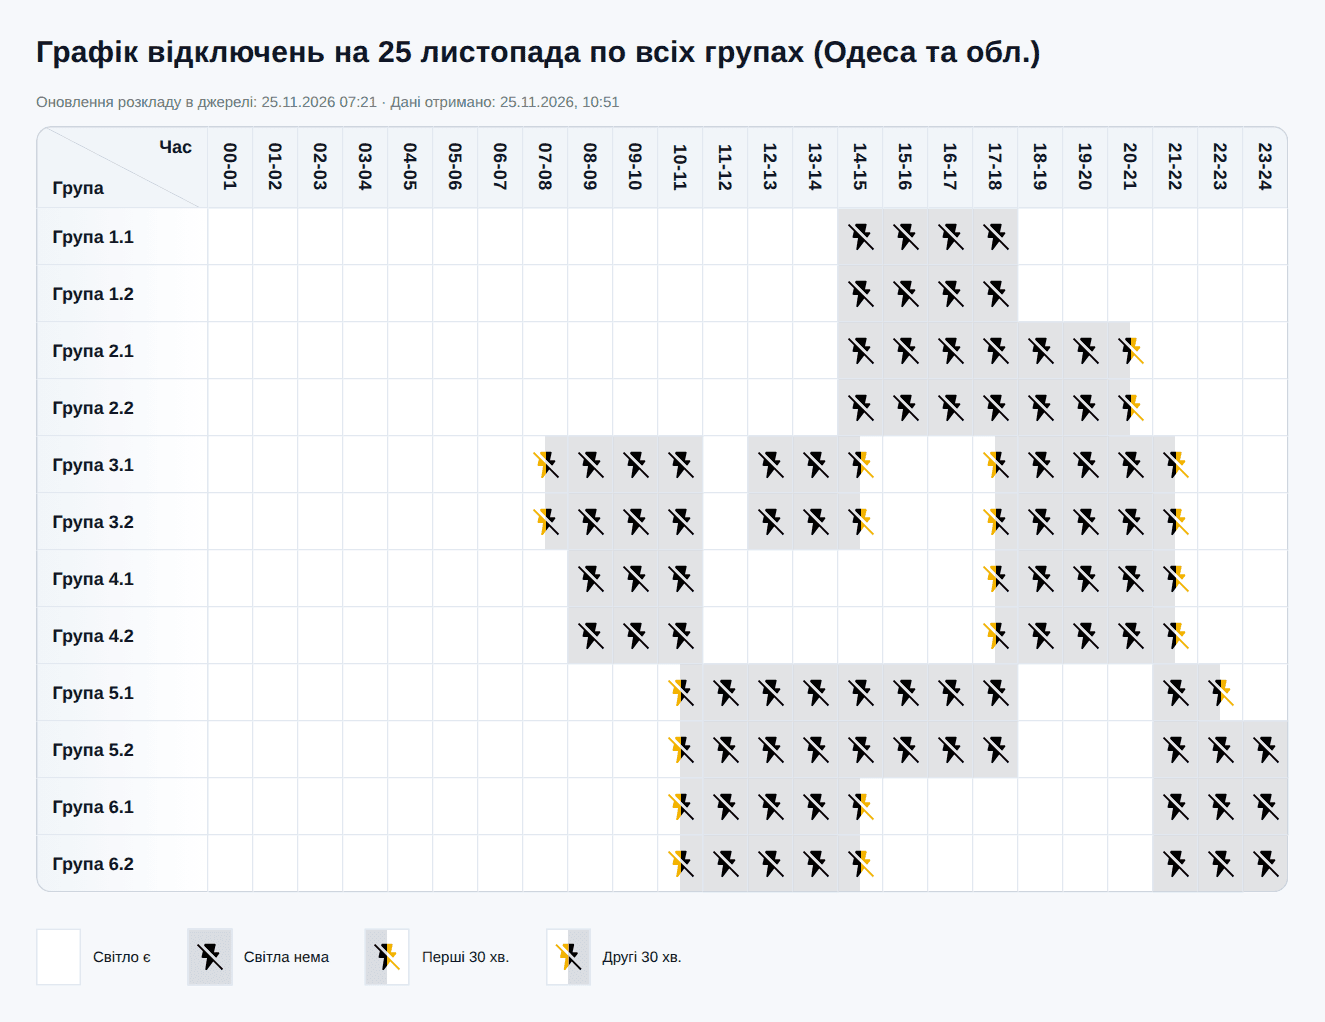 Графік відключень на 25 листопада по всіх групах (Одеса та обл.)
Оновлення розкладу в джерелі: 25.11.2026 07:21 · Дані отримано: 25.11.2026, 10:51
Час
Група
00-01 01-02 02-03 03-04 04-05 05-06 06-07 07-08 08-09 09-10 10-11 11-12 12-13 13-14 14-15 15-16 16-17 17-18 18-19 19-20 20-21 21-22 22-23 23-24
Група 1.1
Група 1.2
Група 2.1
Група 2.2
Група 3.1
Група 3.2
Група 4.1
Група 4.2
Група 5.1
Група 5.2
Група 6.1
Група 6.2
Світло є Світла нема Перші 30 хв. Другі 30 хв.